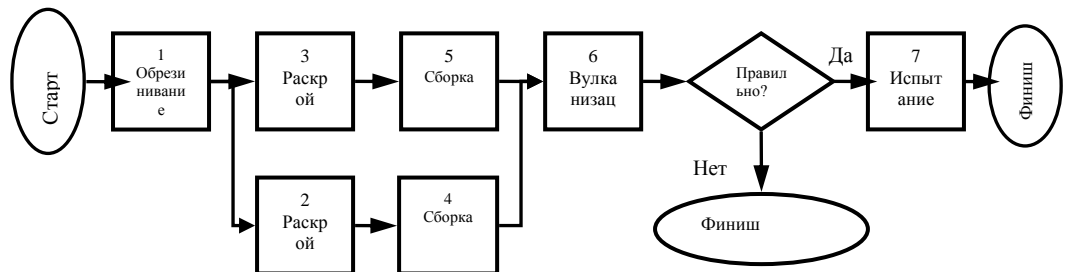 Старт
1
Обрези
нивани
е
3
Раскр
ой
5
Сборка
6
Вулка
низац
Правил
ьно?
Да
7
Испыт
ание
Финиш
2
Раскр
ой
4
Сборка
Нет
Финиш